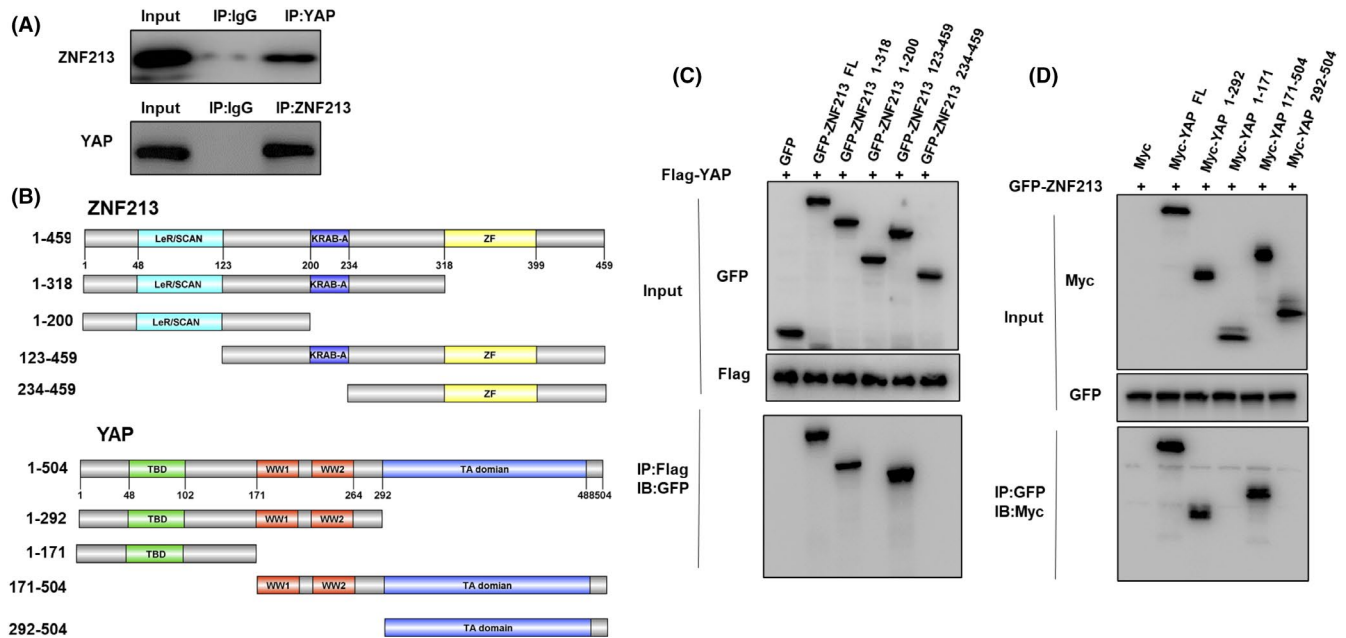 (A)
Input IP:IgG IP:YAP
ZNF213
Input IP:IgG IP:ZNF213
YAP
(B)
ZNF213
1-459 LeR/SCAN KRAB-A ZF
1 48 123 200 234 318 399 459
1-318 LeR/SCAN KRAB-A
1-200 LeR/SCAN
123-459 KRAB-A ZF
234-459 ZF
YAP
1-504 TBD WW1 WW2 TA domian
1 48 102 171 264 292 488504
1-292 TBD WW1 WW2
1-171 TBD
171-504 WW1 WW2 TA domian
292-504 TA domain
(C)
GFP
GFP-ZNF213 FL
GFP-ZNF213 1-318
GFP-ZNF213 1-200
GFP-ZNF213 123-459
GFP-ZNF213 234-459
Flag-YAP + + + + + +
Input
GFP
Flag
IP:Flag
IB:GFP
(D)
Myc
Myc-YAP FL
Myc-YAP 1-292
Myc-YAP 1-171
Myc-YAP 171-504
Myc-YAP 292-504
GFP-ZNF213 + + + + + +
Input
Myc
GFP
IP:GFP
IB:Myc